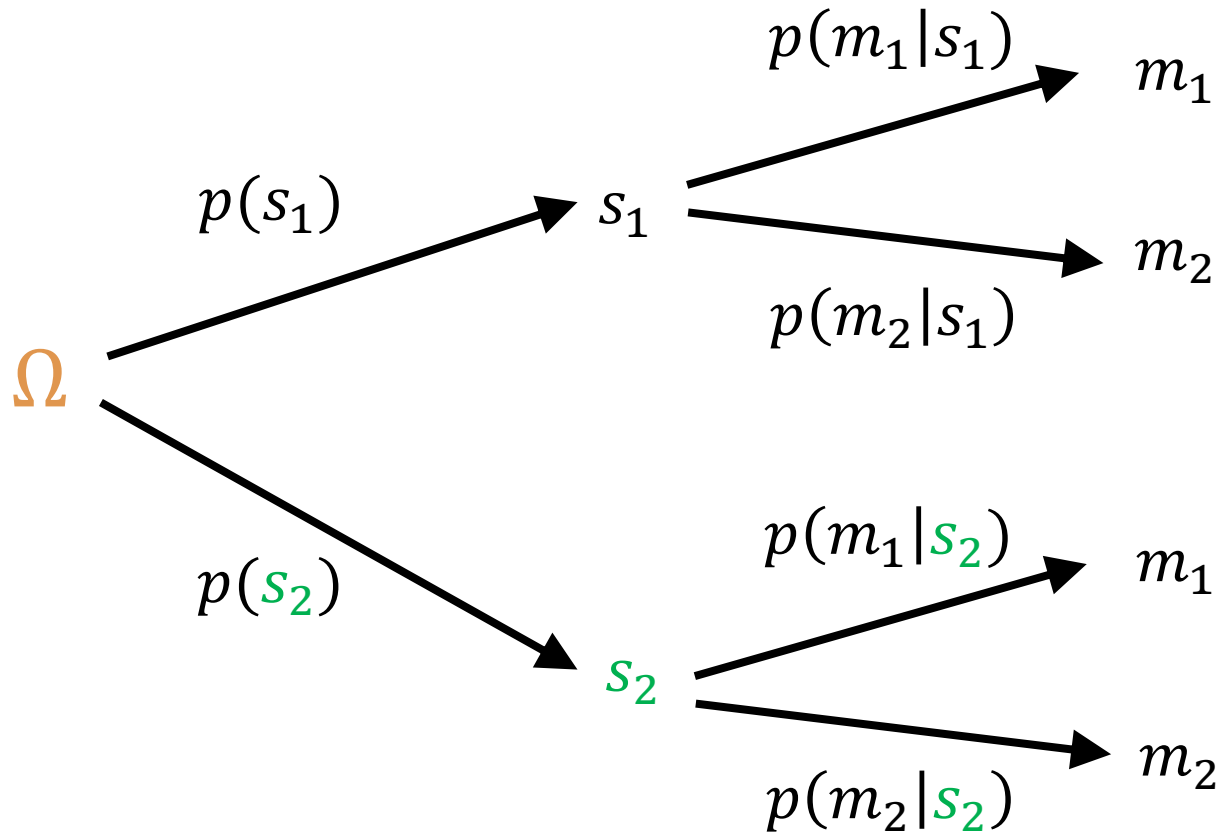 p(m₁|s₁)
m₁
p(s₁)
s₁
m₂
p(m₂|s₁)
Ω
p(m₁|s₂)
m₁
p(s₂)
s₂
m₂
p(m₂|s₂)